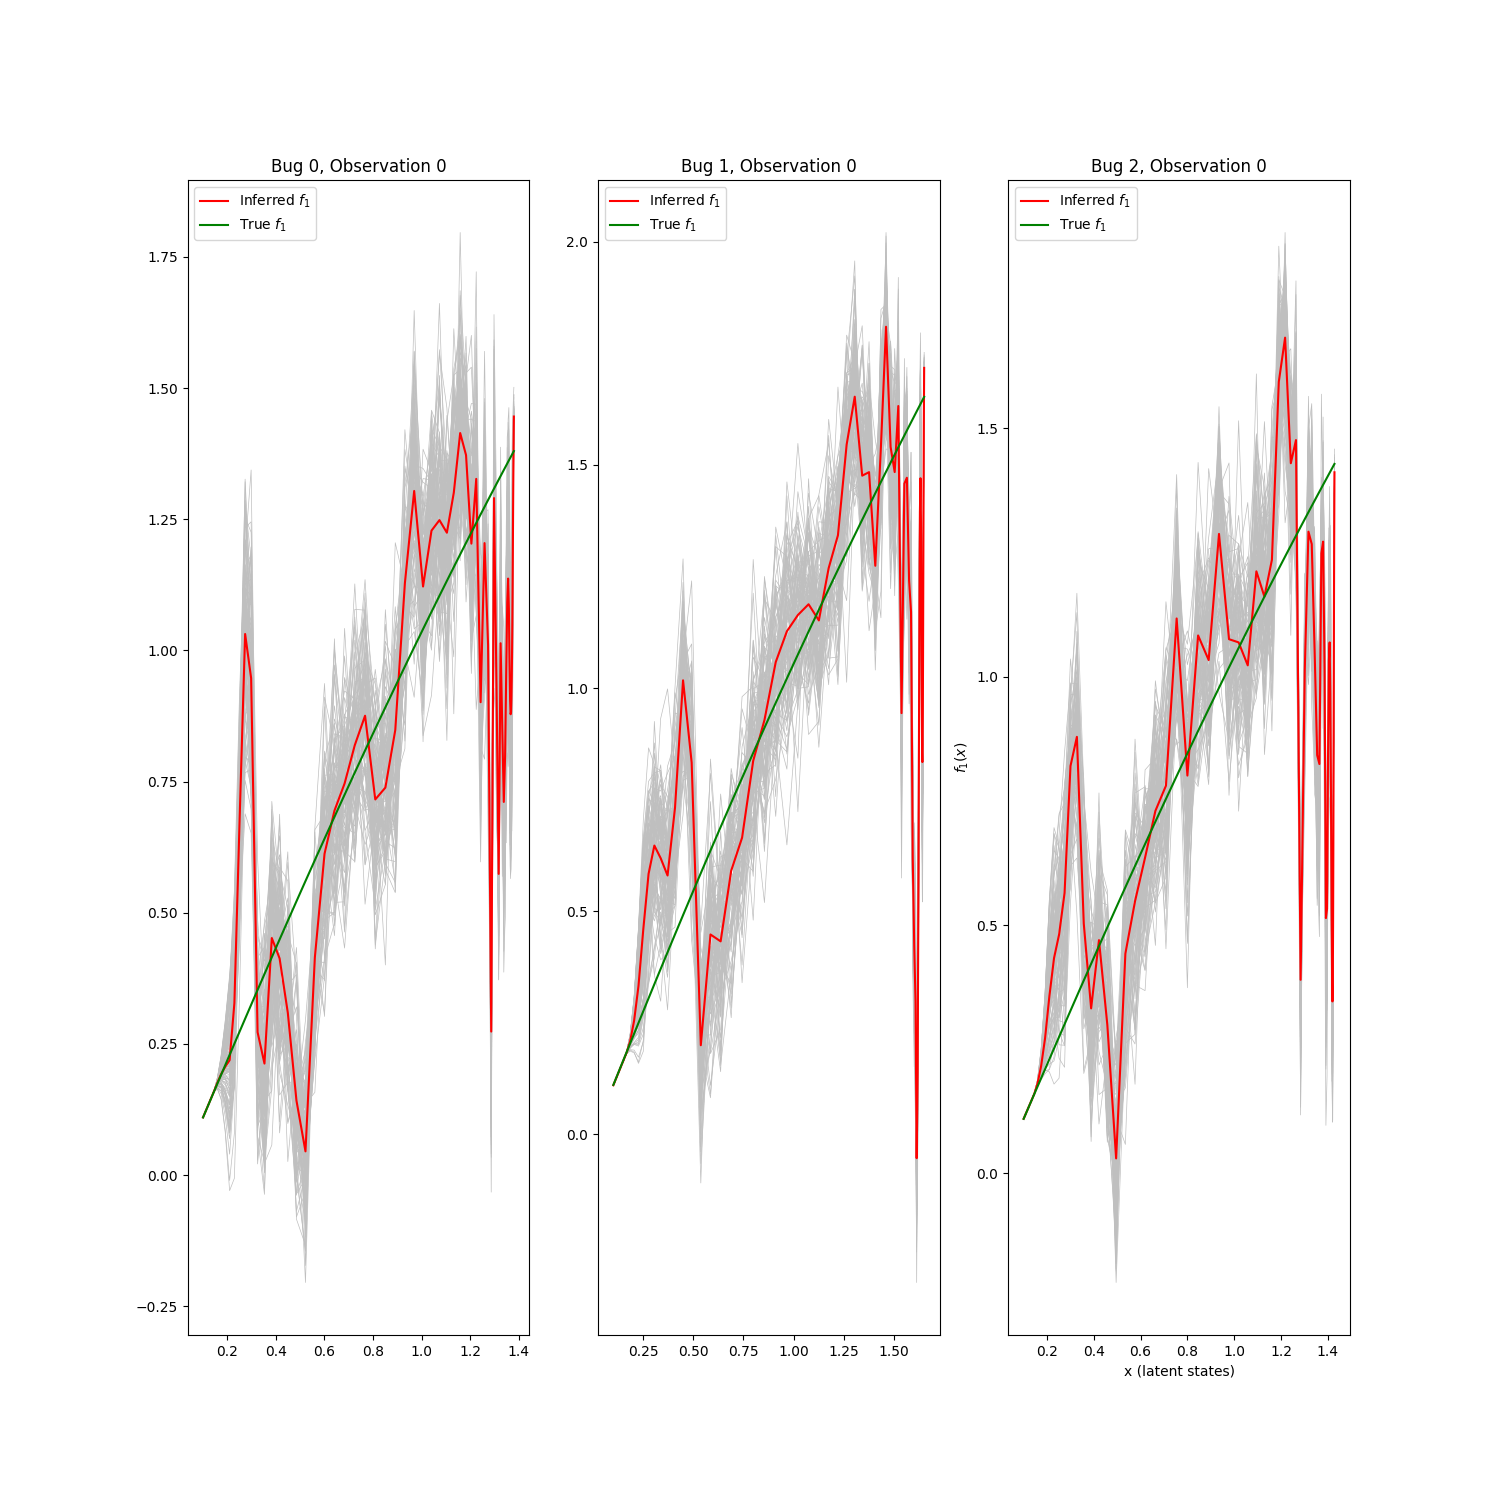 Bug 0, Observation 0
Inferred f₁
True f₁
1.75
1.50
1.25
1.00
0.75
0.50
0.25
0.00
−0.25
0.2 0.4 0.6 0.8 1.0 1.2 1.4
Bug 1, Observation 0
Inferred f₁
True f₁
2.0
1.5
1.0
0.5
0.0
0.25 0.50 0.75 1.00 1.25 1.50
Bug 2, Observation 0
Inferred f₁
True f₁
f₁(x)
1.5
1.0
0.5
0.0
0.2 0.4 0.6 0.8 1.0 1.2 1.4
x (latent states)